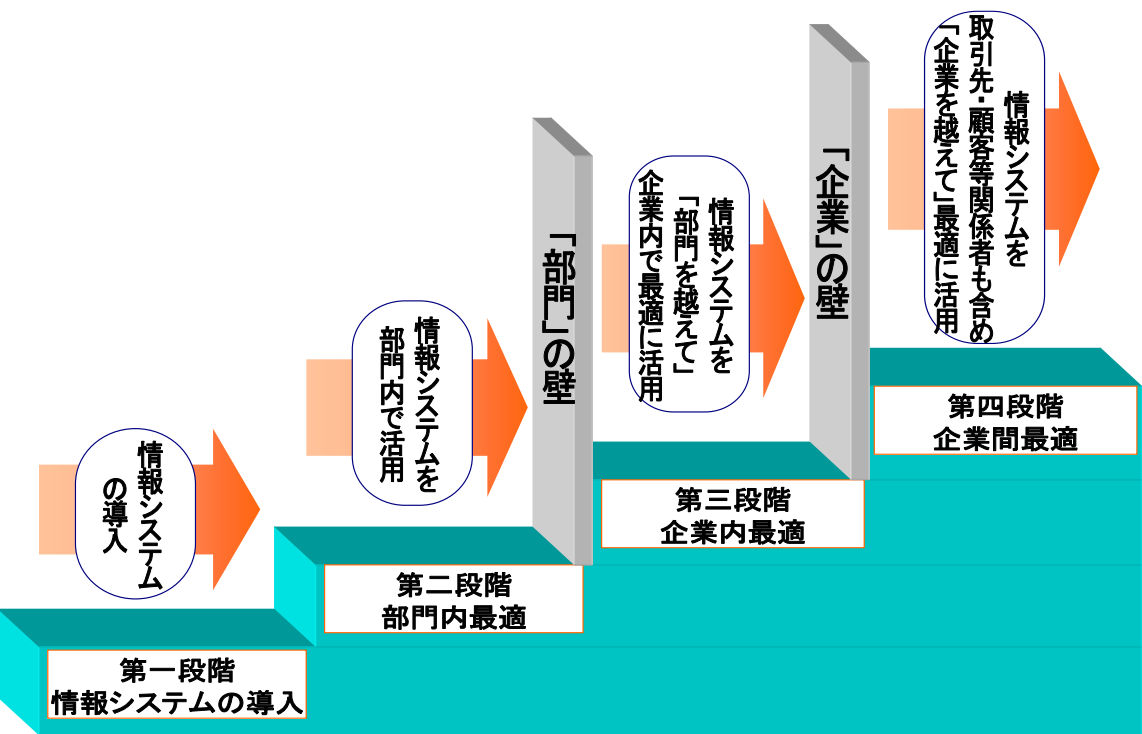 情報システム
の導入
第一段階
情報システムの導入
情報システムを
部門内で活用
第二段階
部門内最適
「部門」の壁
情報システムを
「部門を越えて」
企業内で最適に活用
第三段階
企業内最適
「企業」の壁
情報システムを
取引先・顧客等関係者も含め
「企業を越えて」最適に活用
第四段階
企業間最適